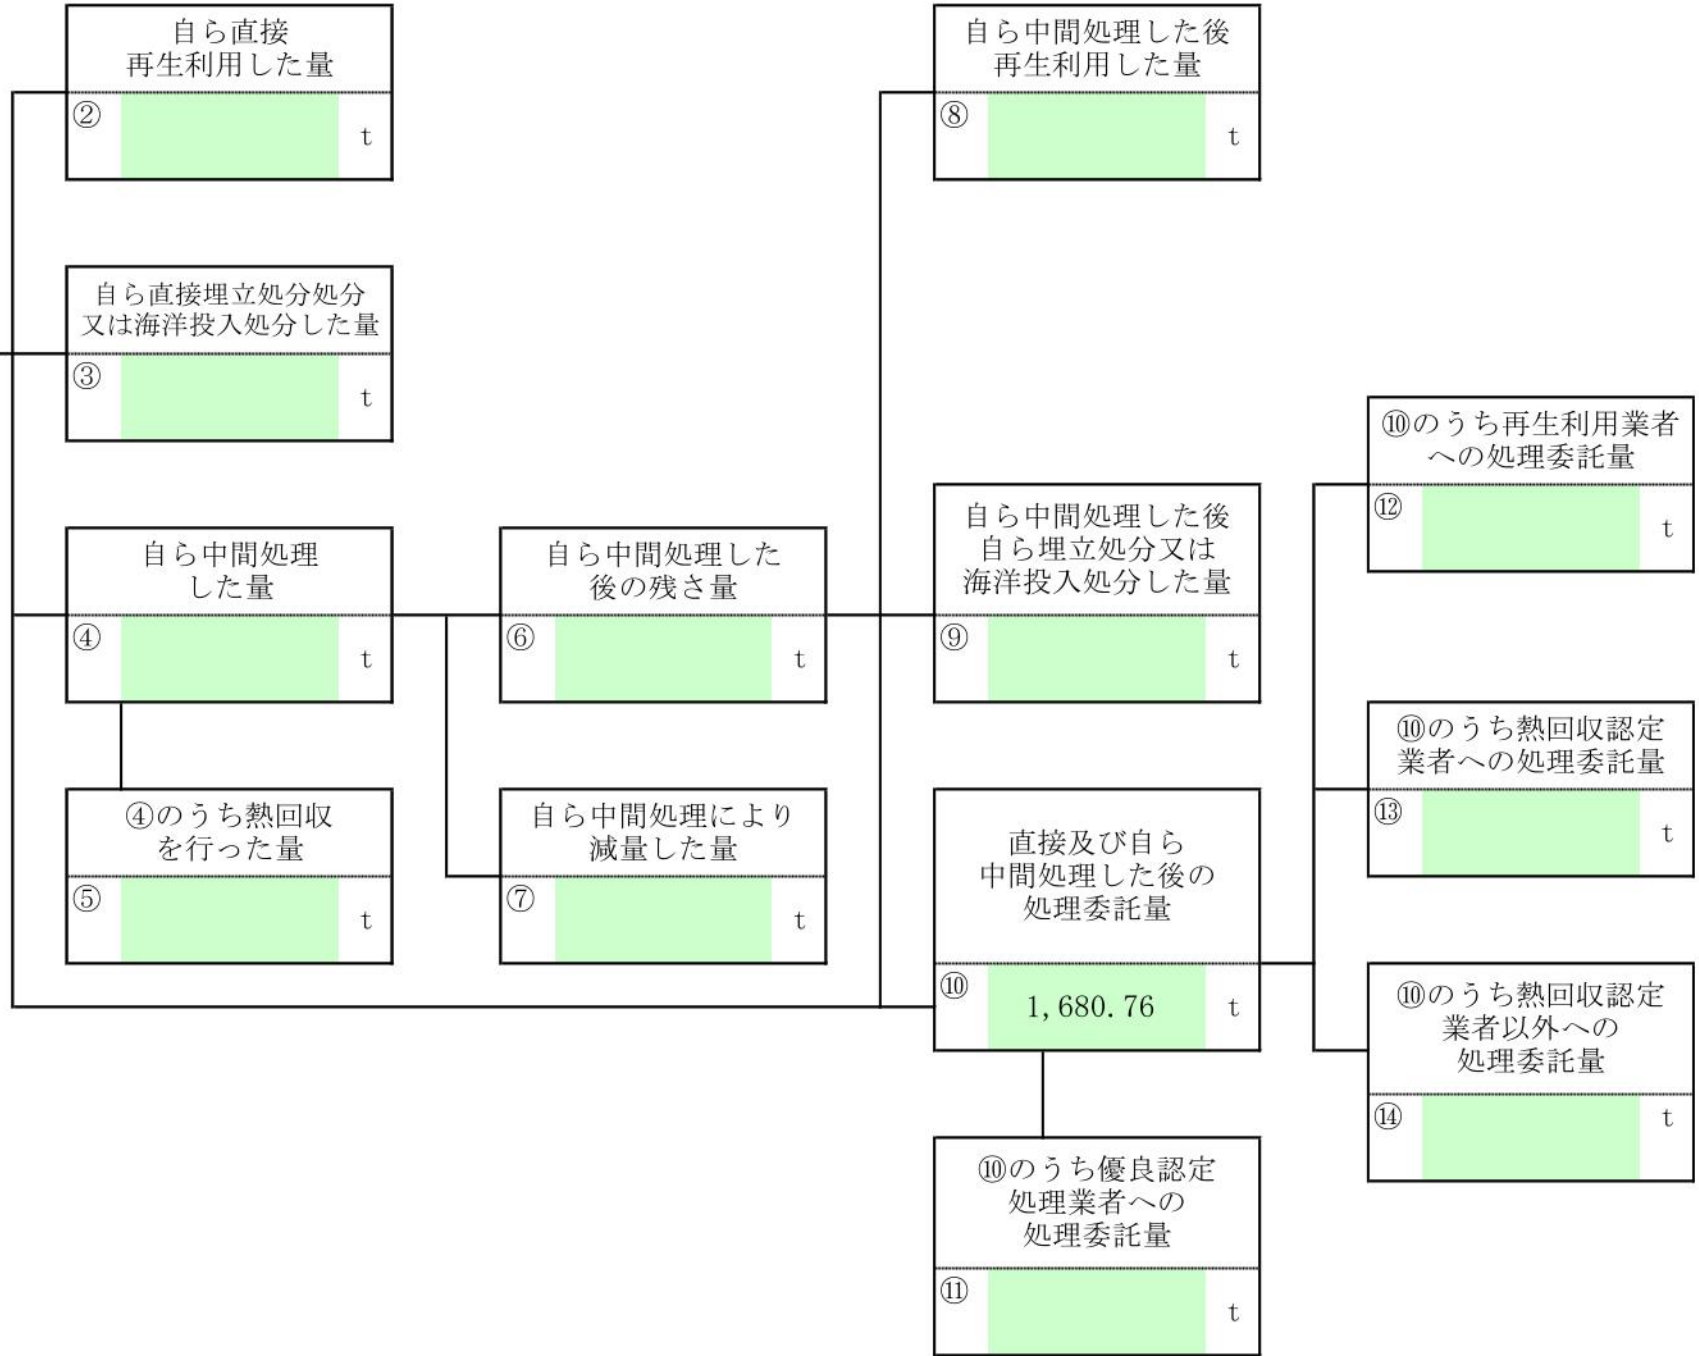 自ら直接
再生利用した量
② t
自ら中間処理した後
再生利用した量
⑧ t
自ら直接埋立処分処分
又は海洋投入処分した量
③ t
⑩のうち再生利用業者
への処理委託量
⑫ t
自ら中間処理
した量
④ t
自ら中間処理した
後の残さ量
⑥ t
自ら中間処理した後
自ら埋立処分又は
海洋投入処分した量
⑨ t
⑩のうち熱回収認定
業者への処理委託量
⑬ t
④のうち熱回収
を行った量
⑤ t
自ら中間処理により
減量した量
⑦ t
直接及び自ら
中間処理した後の
処理委託量
⑩ 1,680.76 t
⑩のうち熱回収認定
業者以外への
処理委託量
⑭ t
⑩のうち優良認定
処理業者への
処理委託量
⑪ t